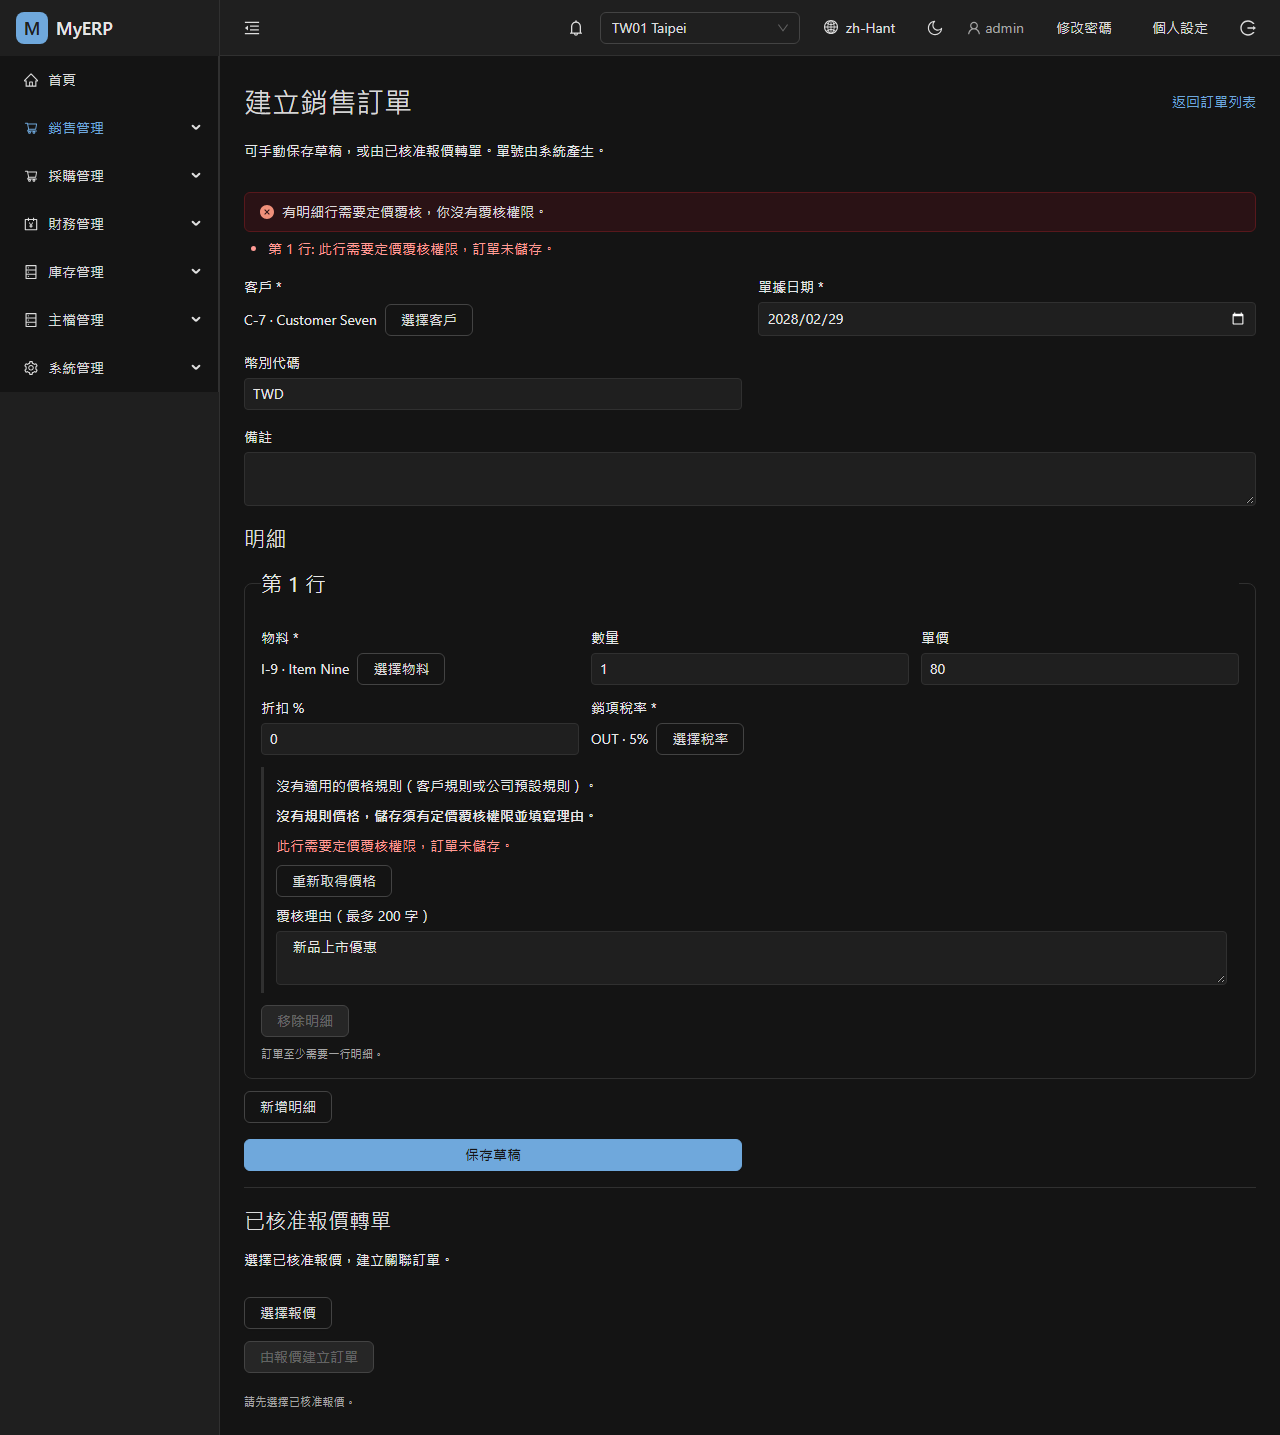 M MyERP
TW01 Taipei
zh-Hant
admin
修改密碼
個人設定
首頁
銷售管理
採購管理
財務管理
庫存管理
主檔管理
系統管理
建立銷售訂單
返回訂單列表
可手動保存草稿，或由已核准報價轉單。單號由系統產生。
有明細行需要定價覆核，你沒有覆核權限。
第 1 行: 此行需要定價覆核權限，訂單未儲存。
客戶 *
C-7 · Customer Seven
選擇客戶
單據日期 *
2028/02/29
幣別代碼
TWD
備註
明細
第 1 行
物料 *
I-9 · Item Nine
選擇物料
數量
1
單價
80
折扣 %
0
銷項稅率 *
OUT · 5%
選擇稅率
沒有適用的價格規則（客戶規則或公司預設規則）。
沒有規則價格，儲存須有定價覆核權限並填寫理由。
此行需要定價覆核權限，訂單未儲存。
重新取得價格
覆核理由（最多 200 字）
新品上市優惠
移除明細
訂單至少需要一行明細。
新增明細
保存草稿
已核准報價轉單
選擇已核准報價，建立關聯訂單。
選擇報價
由報價建立訂單
請先選擇已核准報價。